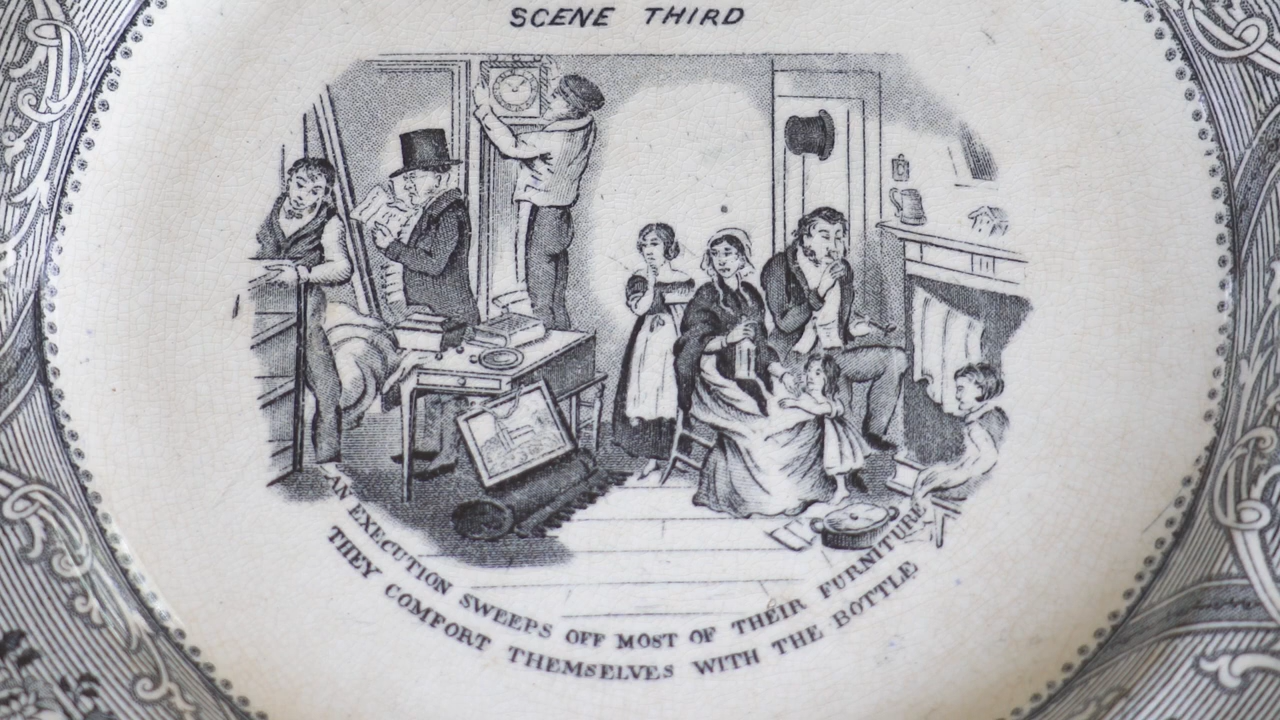 SCENE THIRD
AN EXECUTION SWEEPS OFF MOST OF THEIR FURNITURE
THEY COMFORT THEMSELVES WITH THE BOTTLE